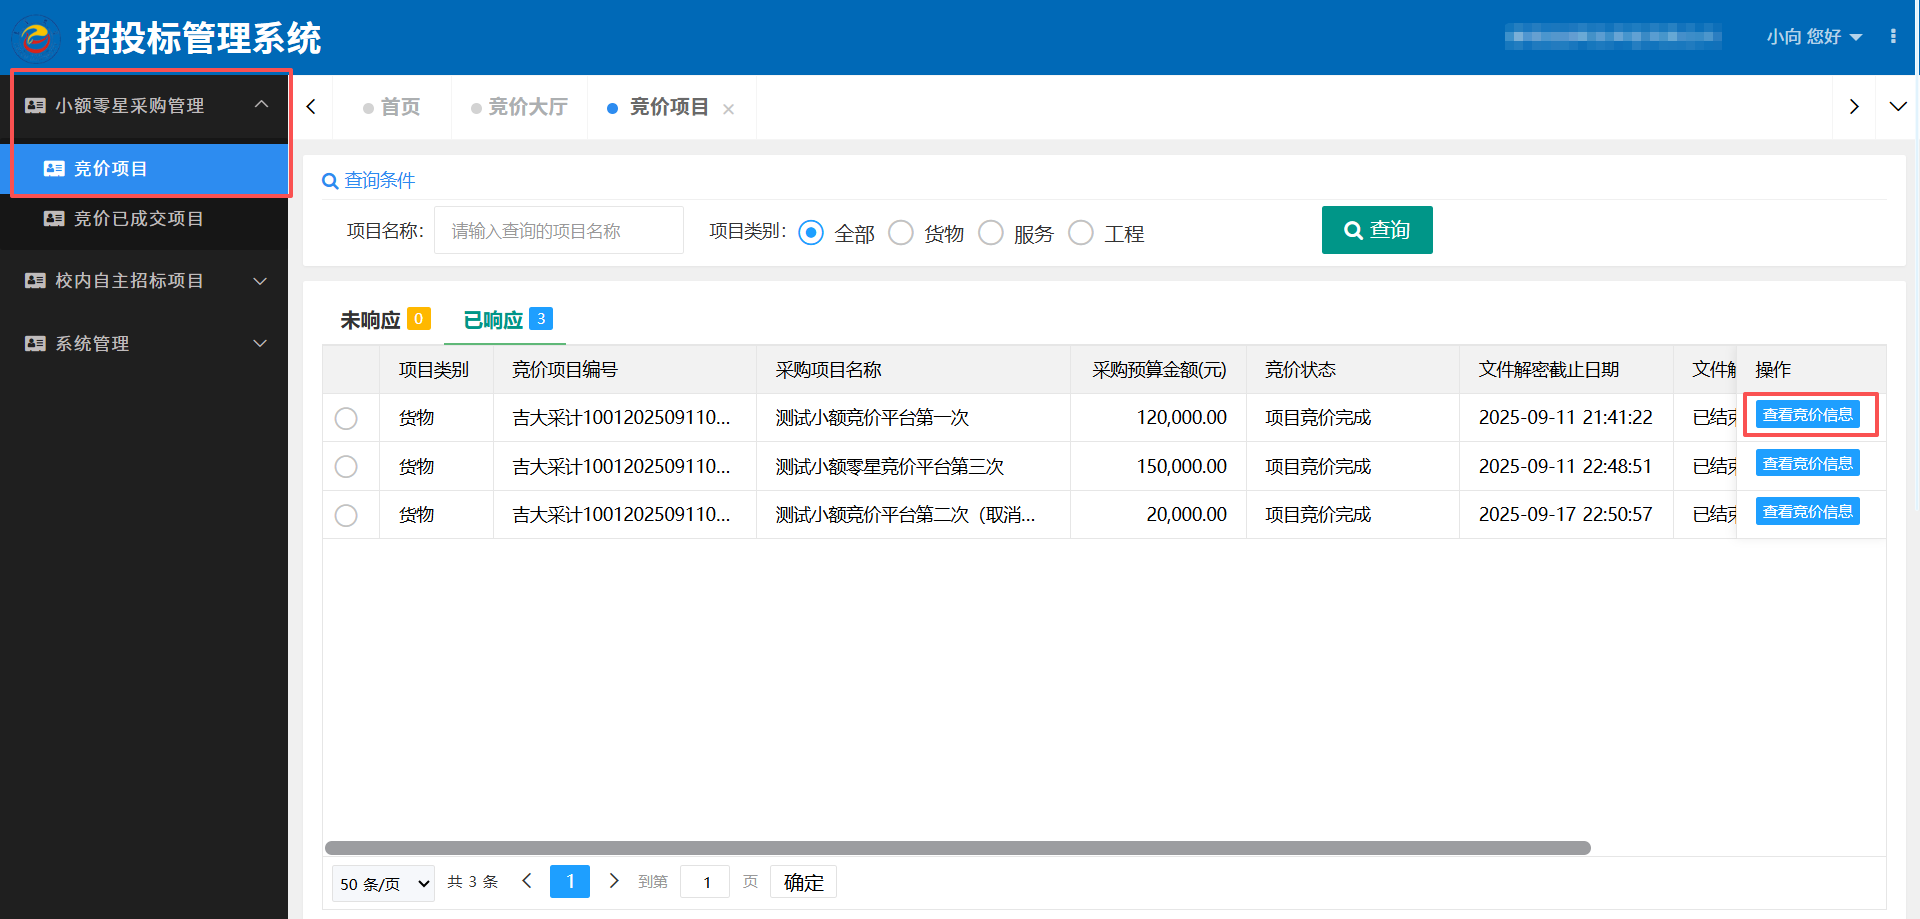 招投标管理系统
小向 您好
小额零星采购管理
竞价项目
竞价已成交项目
校内自主招标项目
系统管理
首页
竞价大厅
竞价项目
查询条件
项目名称：
请输入查询的项目名称
项目类别：
全部
货物
服务
工程
查询
未响应 0
已响应 3
项目类别 竞价项目编号 采购项目名称 采购预算金额(元) 竞价状态 文件解密截止日期 文件解 操作
货物 吉大采计1001202509110... 测试小额竞价平台第一次 120,000.00 项目竞价完成 2025-09-11 21:41:22 已结束 查看竞价信息
货物 吉大采计1001202509110... 测试小额零星竞价平台第三次 150,000.00 项目竞价完成 2025-09-11 22:48:51 已结束 查看竞价信息
货物 吉大采计1001202509110... 测试小额竞价平台第二次（取消... 20,000.00 项目竞价完成 2025-09-17 22:50:57 已结束 查看竞价信息
50 条/页 共 3 条 1 到第 1 页 确定